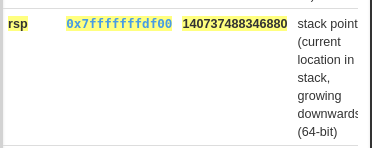 rsp 0x7fffffffdf00 140737488346880 stack point
(current
location in
stack,
growing
downwards
(64-bit)